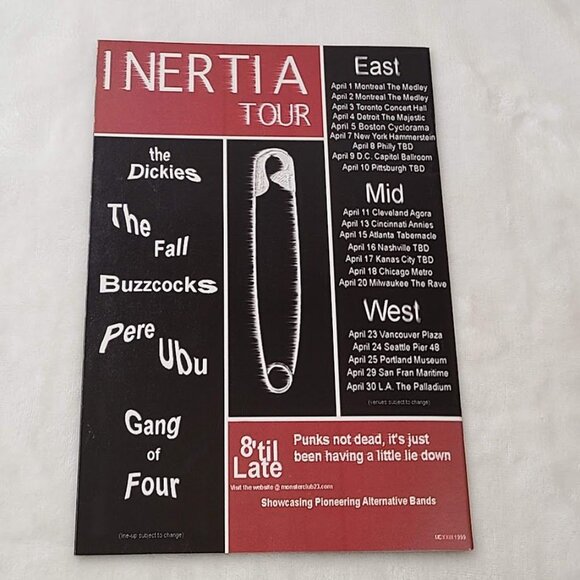 INERTIA
TOUR
the
Dickies
The
Fall
Buzzcocks
Pere
Ubu
Gang
of
Four
(line-up subject to change)
East
April 1 Montreal The Medley
April 2 Montreal The Medley
April 3 Toronto Concert Hall
April 4 Detroit The Majestic
April 5 Boston Cyclorama
April 7 New York Hammerstein
April 8 Philly TBD
April 9 D.C. Capitol Ballroom
April 10 Pittsburgh TBD
Mid
April 11 Cleveland Agora
April 13 Cincinnati Annies
April 15 Atlanta Tabernacle
April 16 Nashville TBD
April 17 Kanas City TBD
April 18 Chicago Metro
April 20 Milwaukee The Rave
West
April 23 Vancouver Plaza
April 24 Seattle Pier 48
April 25 Portland Museum
April 29 San Fran Maritime
April 30 L.A. The Palladium
(venues subject to change)
8'til
Late
Punks not dead, it's just
been having a little lie down
Visit the website @ monsterclub23.com
Showcasing Pioneering Alternative Bands
1999